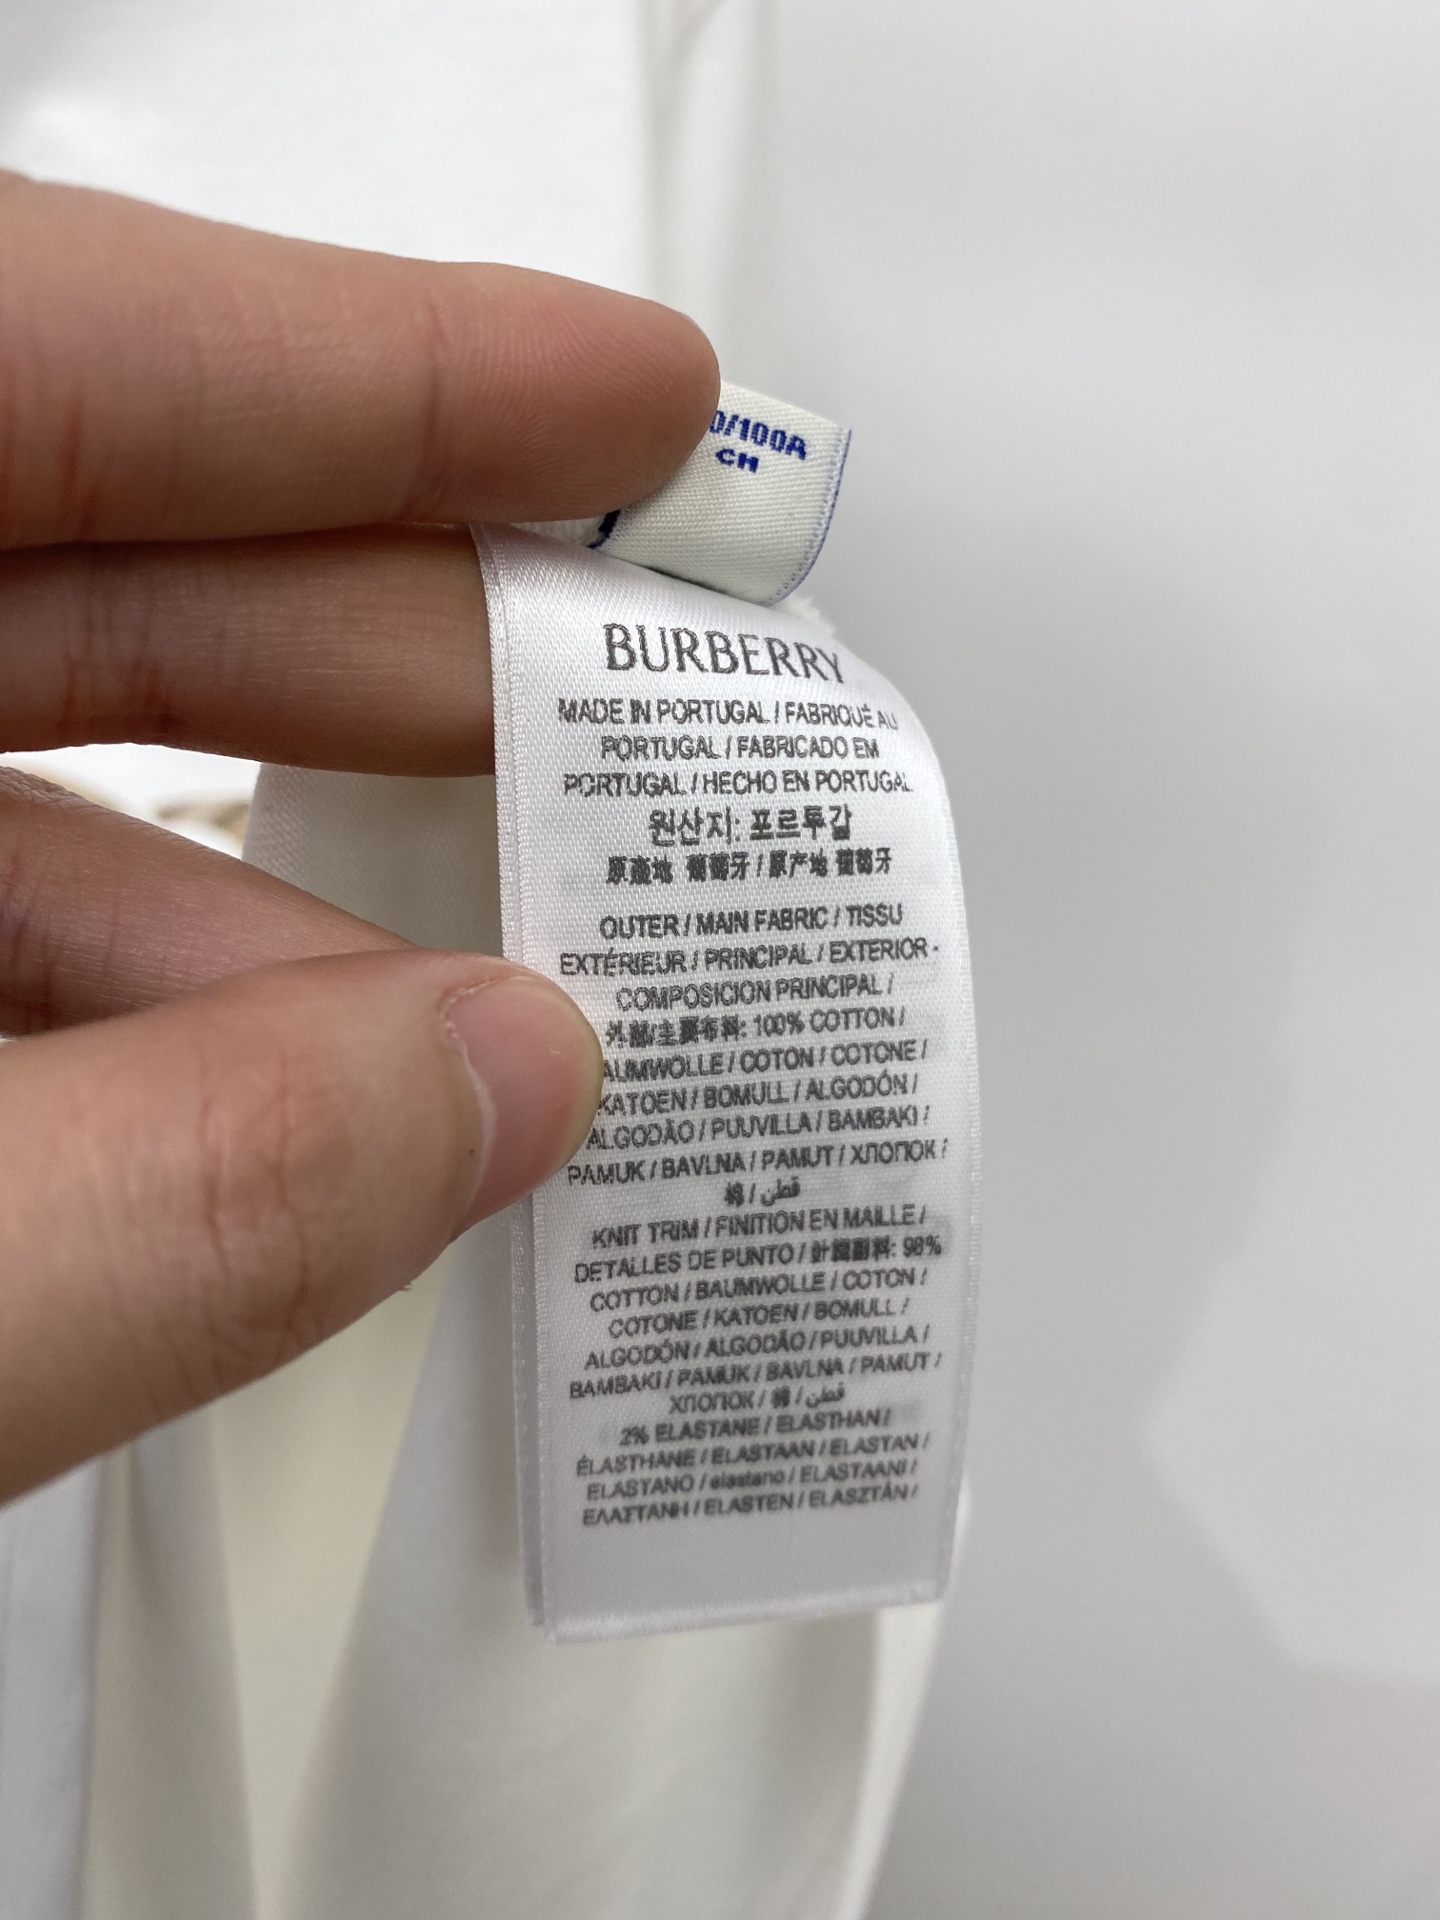 0/100A
CH
BURBERRY
MADE IN PORTUGAL / FABRIQUÉ AU
PORTUGAL / FABRICADO EM
PORTUGAL / HECHO EN PORTUGAL
원산지: 포르투갈
原產地 葡萄牙 / 原产地 葡萄牙
OUTER / MAIN FABRIC / TISSU
EXTÉRIEUR / PRINCIPAL / EXTERIOR -
COMPOSICION PRINCIPAL /
外部/主要布料: 100% COTTON /
AUMWOLLE / COTON / COTONE /
KATOEN / BOMULL / ALGODÓN /
ALGODÃO / PUUVILLA / BAMBAKI /
PAMUK / BAVLNA / PAMUT / ХЛОПОК /
棉 / قطن
KNIT TRIM / FINITION EN MAILLE /
DETALLES DE PUNTO / 針織副料: 98%
COTTON / BAUMWOLLE / COTON /
COTONE / KATOEN / BOMULL /
ALGODÓN / ALGODÃO / PUUVILLA /
BAMBAKI / PAMUK / BAVLNA / PAMUT /
ХЛОПОК / 棉 / قطن
2% ELASTANE / ELASTHAN /
ÉLASTHANE / ELASTAAN / ELASTAN /
ELASTANO / elastano / ELASTAANI /
ΕΛΑΣΤΑΝΗ / ELASTEN / ELASZTÁN /